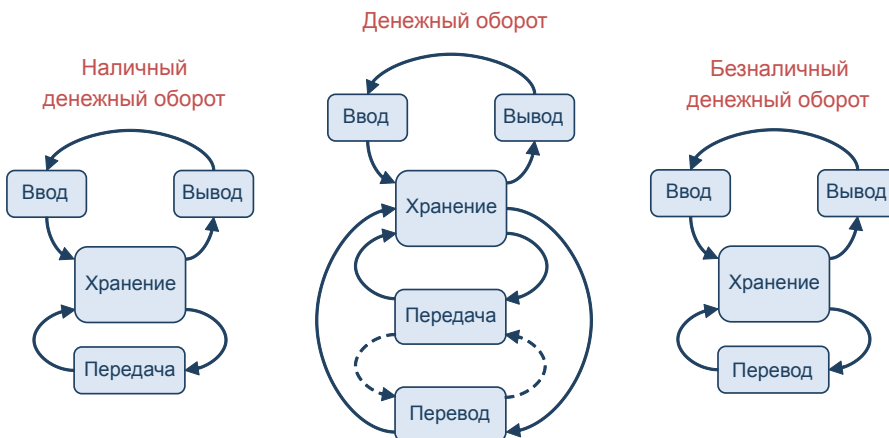 Наличный
денежный оборот
Ввод
Вывод
Хранение
Передача
Денежный оборот
Ввод
Вывод
Хранение
Передача
Перевод
Безналичный
денежный оборот
Ввод
Вывод
Хранение
Перевод